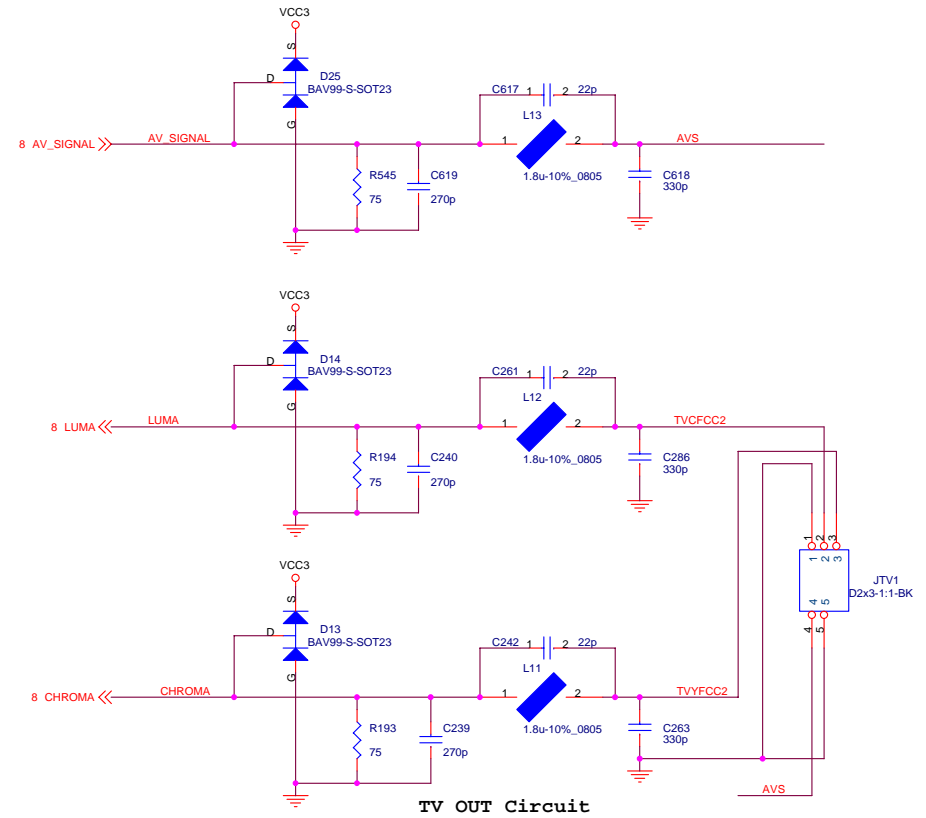 VCC3
S
D
D25
BAV99-S-SOT23
G
C617 1 2 22p
L13
8 AV_SIGNAL
AV_SIGNAL
1 2
AVS
1.8u-10%_0805
R545
75
C619
270p
C618
330p
VCC3
S
D
D14
BAV99-S-SOT23
G
C261 1 2 22p
L12
8 LUMA
LUMA
1 2
TVCFCC2
1.8u-10%_0805
R194
75
C240
270p
C286
330p
1 2 3
1 2 3
JTV1
D2x3-1:1-BK
4 5
4 5
VCC3
S
D
D13
BAV99-S-SOT23
G
C242 1 2 22p
L11
8 CHROMA
CHROMA
1 2
TVYFCC2
1.8u-10%_0805
R193
75
C239
270p
C263
330p
AVS
TV OUT Circuit